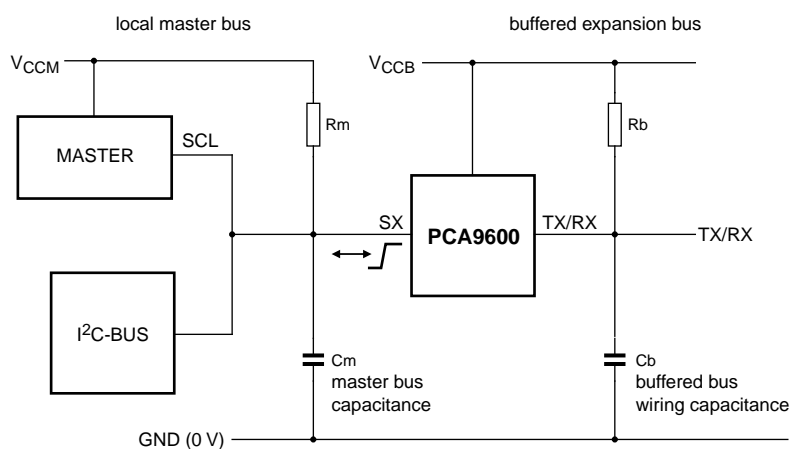 local master bus
buffered expansion bus
VCCM
VCCB
Rm
Rb
MASTER
SCL
SX
PCA9600
TX/RX
TX/RX
I2C-BUS
Cm
master bus
capacitance
Cb
buffered bus
wiring capacitance
GND (0 V)